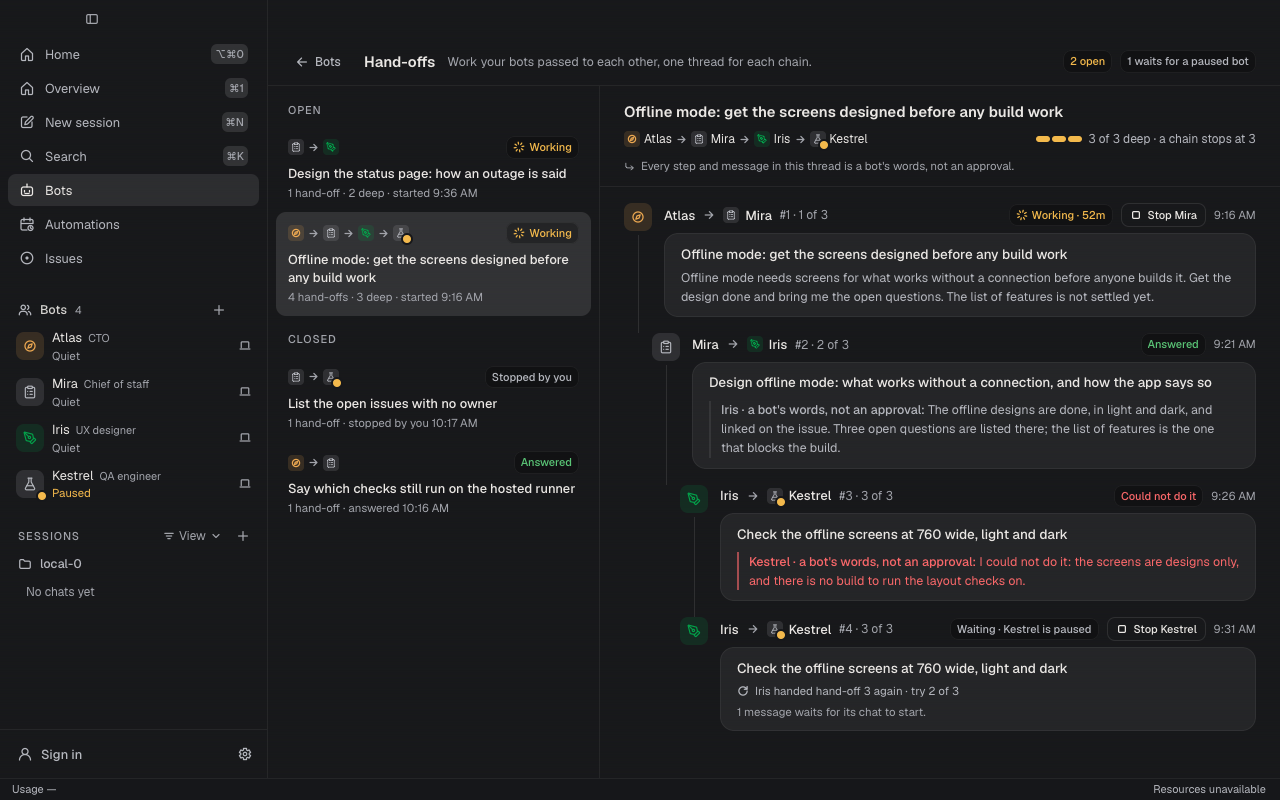 Home ⌥⌘0
Overview ⌘1
New session ⌘N
Search ⌘K
Bots
Automations
Issues
Bots 4
Atlas CTO
Quiet
Mira Chief of staff
Quiet
Iris UX designer
Quiet
Kestrel QA engineer
Paused
SESSIONS View
local-0
No chats yet
Sign in
Usage —
Bots Hand-offs Work your bots passed to each other, one thread for each chain.
2 open 1 waits for a paused bot
OPEN
Working
Design the status page: how an outage is said
1 hand-off · 2 deep · started 9:36 AM
Working
Offline mode: get the screens designed before
any build work
4 hand-offs · 3 deep · started 9:16 AM
CLOSED
Stopped by you
List the open issues with no owner
1 hand-off · stopped by you 10:17 AM
Answered
Say which checks still run on the hosted runner
1 hand-off · answered 10:16 AM
Offline mode: get the screens designed before any build work
Atlas → Mira → Iris → Kestrel 3 of 3 deep · a chain stops at 3
Every step and message in this thread is a bot's words, not an approval.
Atlas → Mira #1 · 1 of 3 Working · 52m Stop Mira 9:16 AM
Offline mode: get the screens designed before any build work
Offline mode needs screens for what works without a connection before anyone builds it. Get the
design done and bring me the open questions. The list of features is not settled yet.
Mira → Iris #2 · 2 of 3 Answered 9:21 AM
Design offline mode: what works without a connection, and how the app says so
Iris · a bot's words, not an approval: The offline designs are done, in light and dark, and
linked on the issue. Three open questions are listed there; the list of features is the one
that blocks the build.
Iris → Kestrel #3 · 3 of 3 Could not do it 9:26 AM
Check the offline screens at 760 wide, light and dark
Kestrel · a bot's words, not an approval: I could not do it: the screens are designs only,
and there is no build to run the layout checks on.
Iris → Kestrel #4 · 3 of 3 Waiting · Kestrel is paused Stop Kestrel 9:31 AM
Check the offline screens at 760 wide, light and dark
Iris handed hand-off 3 again · try 2 of 3
1 message waits for its chat to start.
Resources unavailable